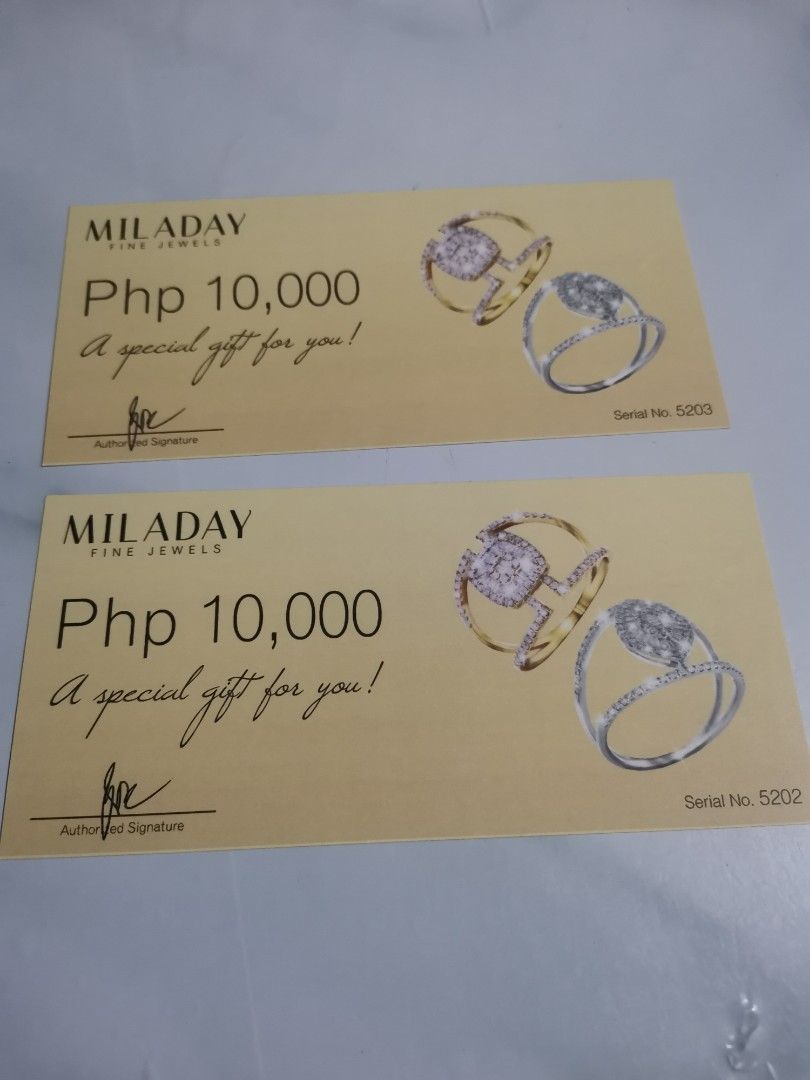 MILADAY
FINE JEWELS
Php 10,000
A special gift for you!
Authorized Signature
Serial No. 5203
MILADAY
FINE JEWELS
Php 10,000
A special gift for you!
Authorized Signature
Serial No. 5202